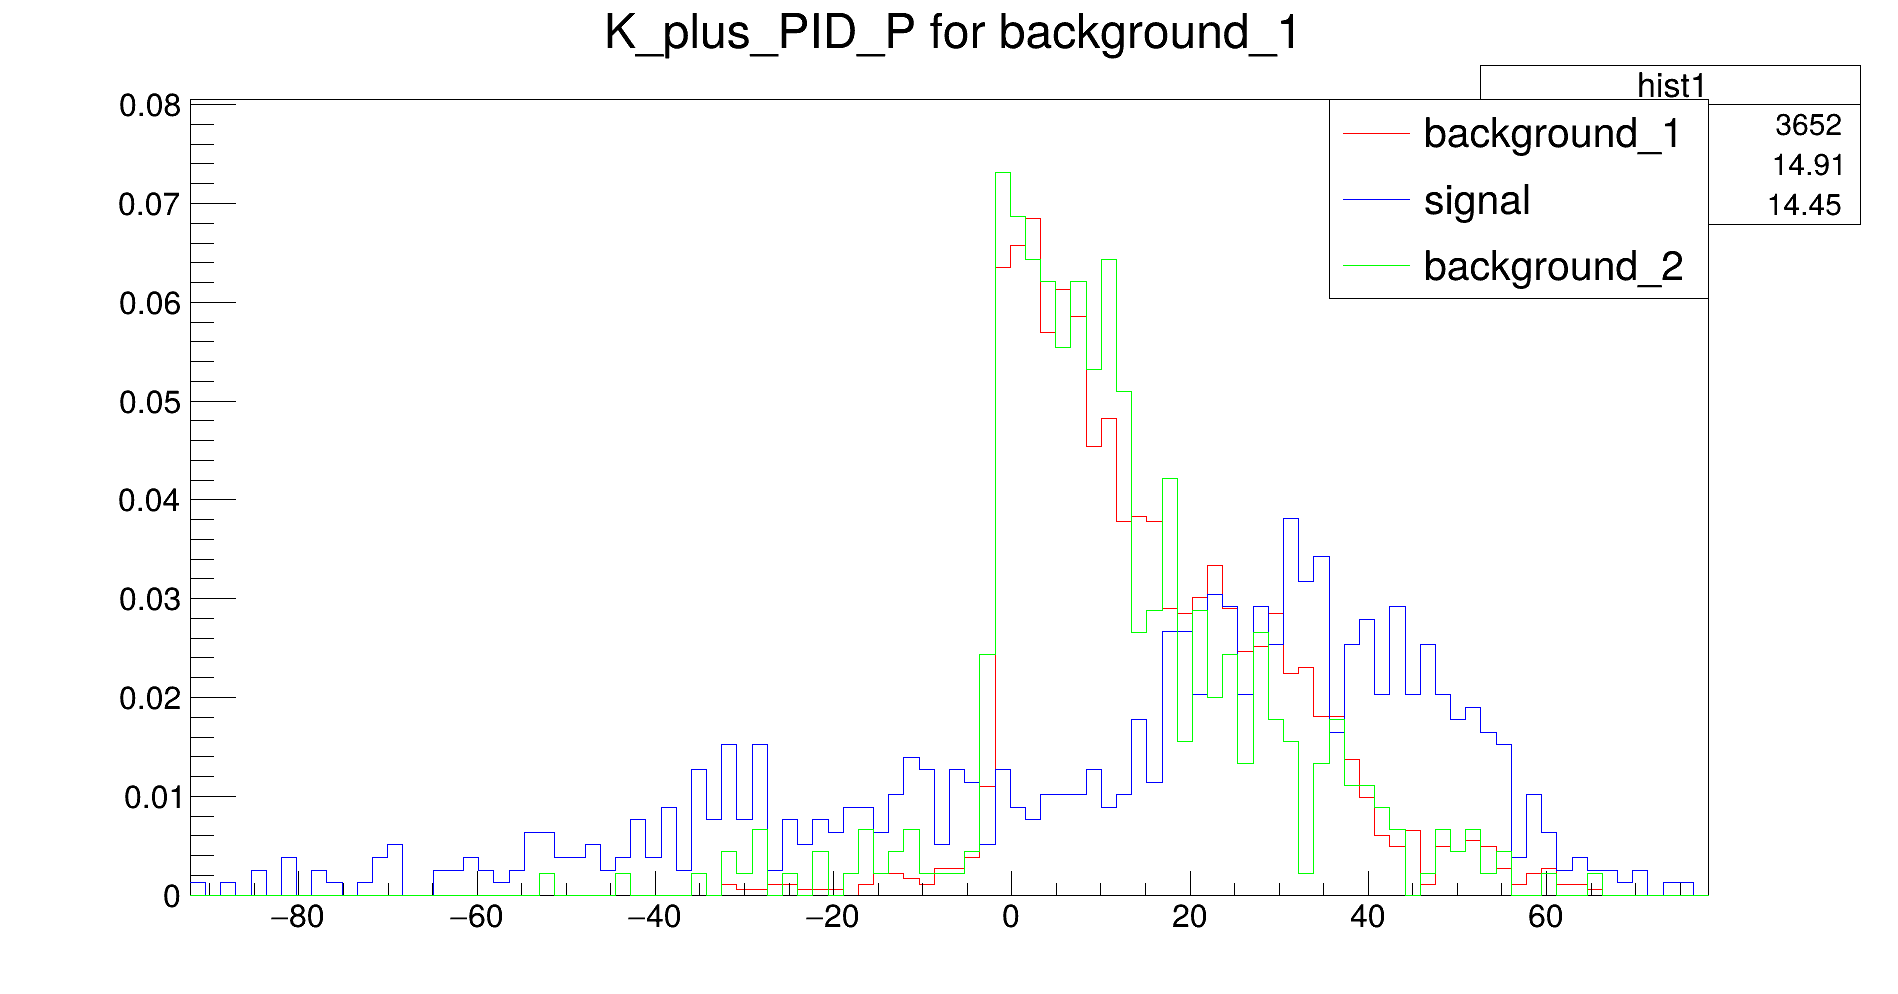 K_plus_PID_P for background_1
hist1
3652
14.91
14.45
background_1
signal
background_2
0.08
0.07
0.06
0.05
0.04
0.03
0.02
0.01
0
−80 −60 −40 −20 0 20 40 60